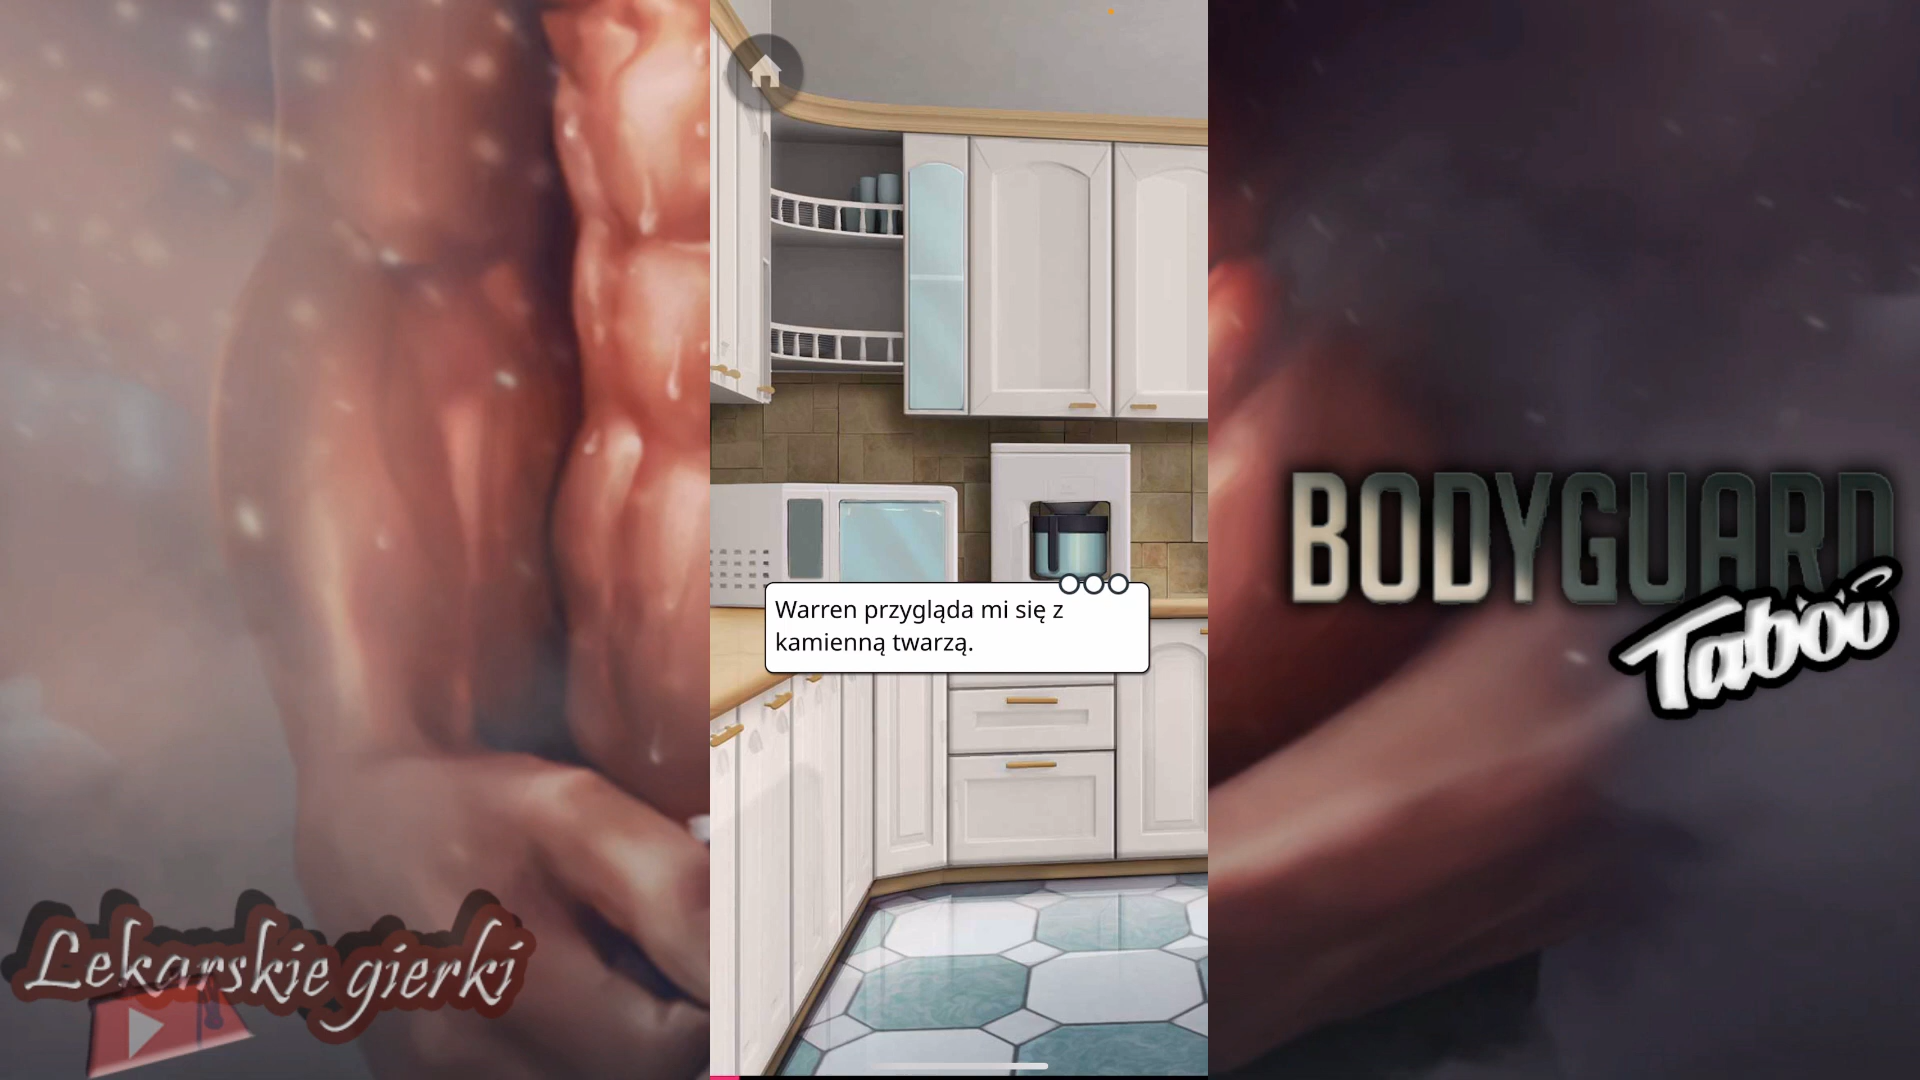 Warren przygląda mi się z
kamienną twarzą.
BODYGUARD
Taboo
Lekarskie gierki